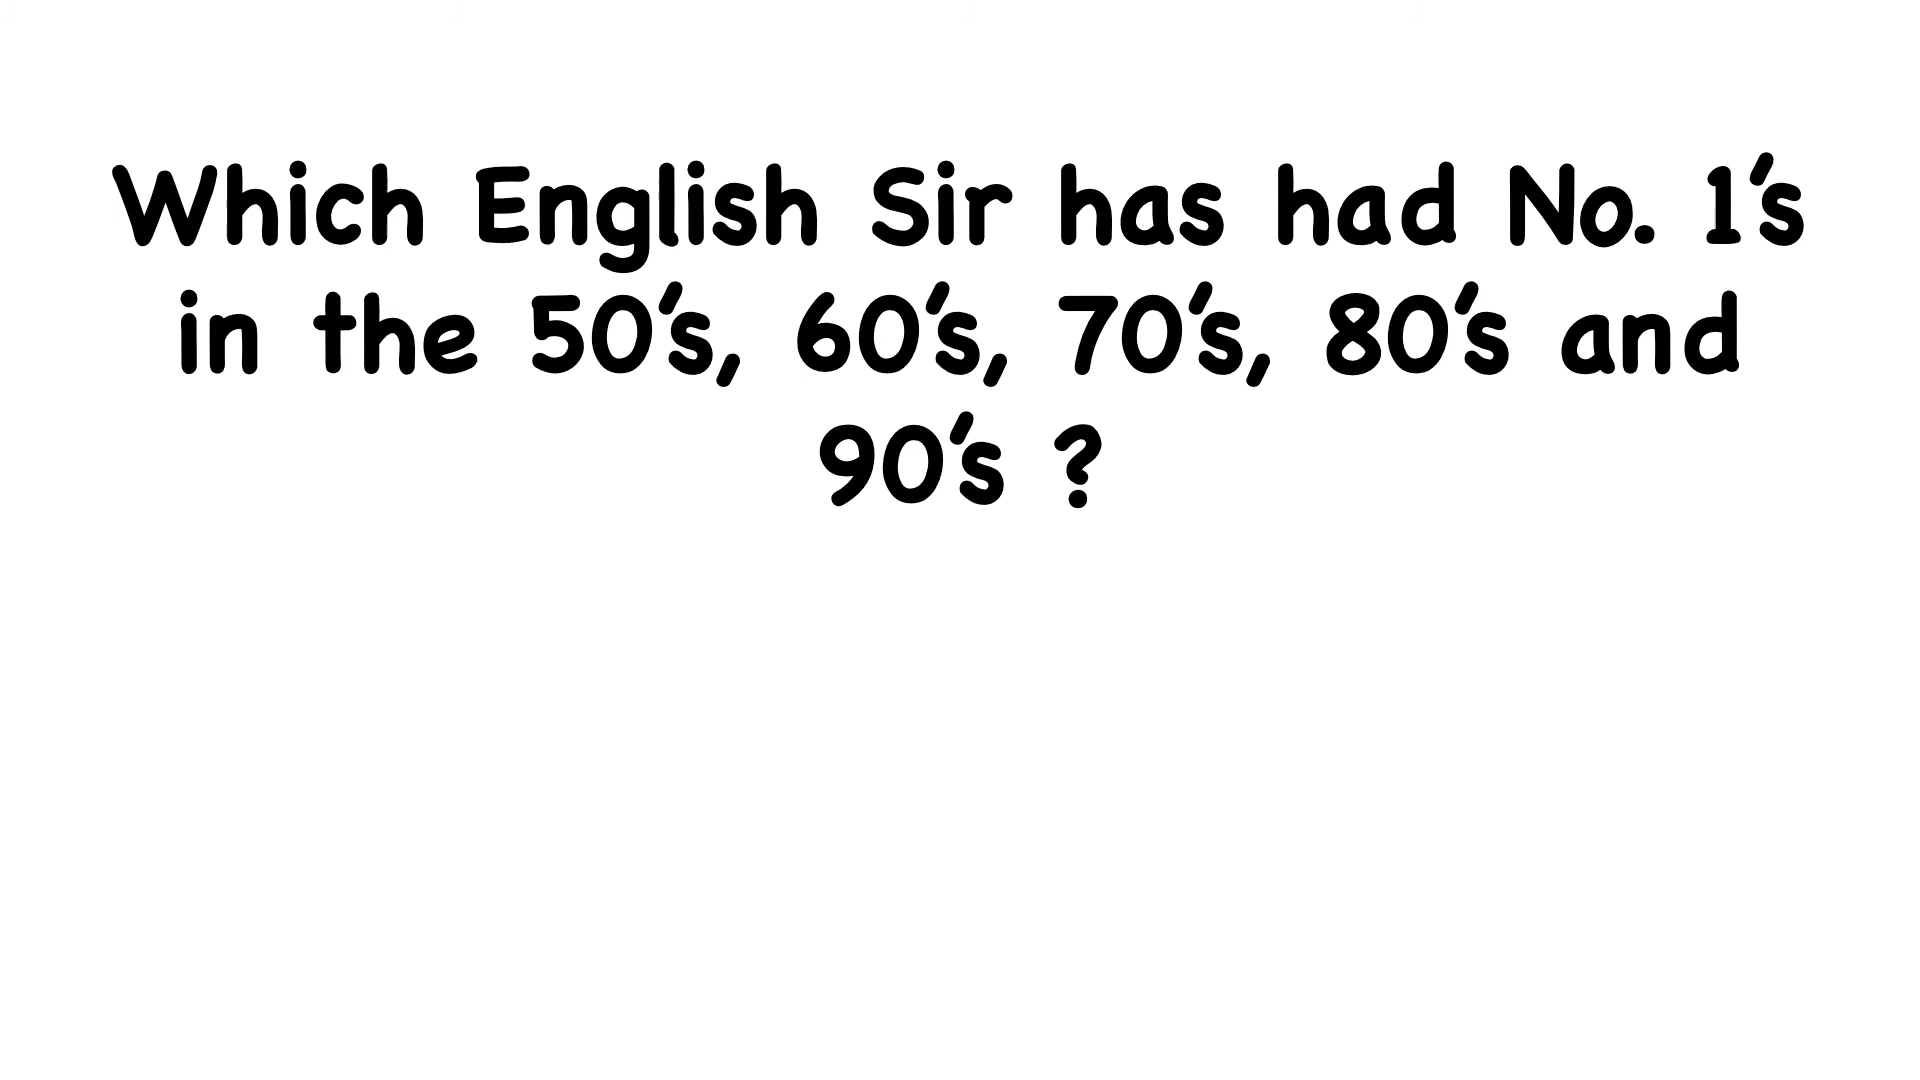 Which English Sir has had No. 1's
in the 50's, 60's, 70's, 80's and
90's ?